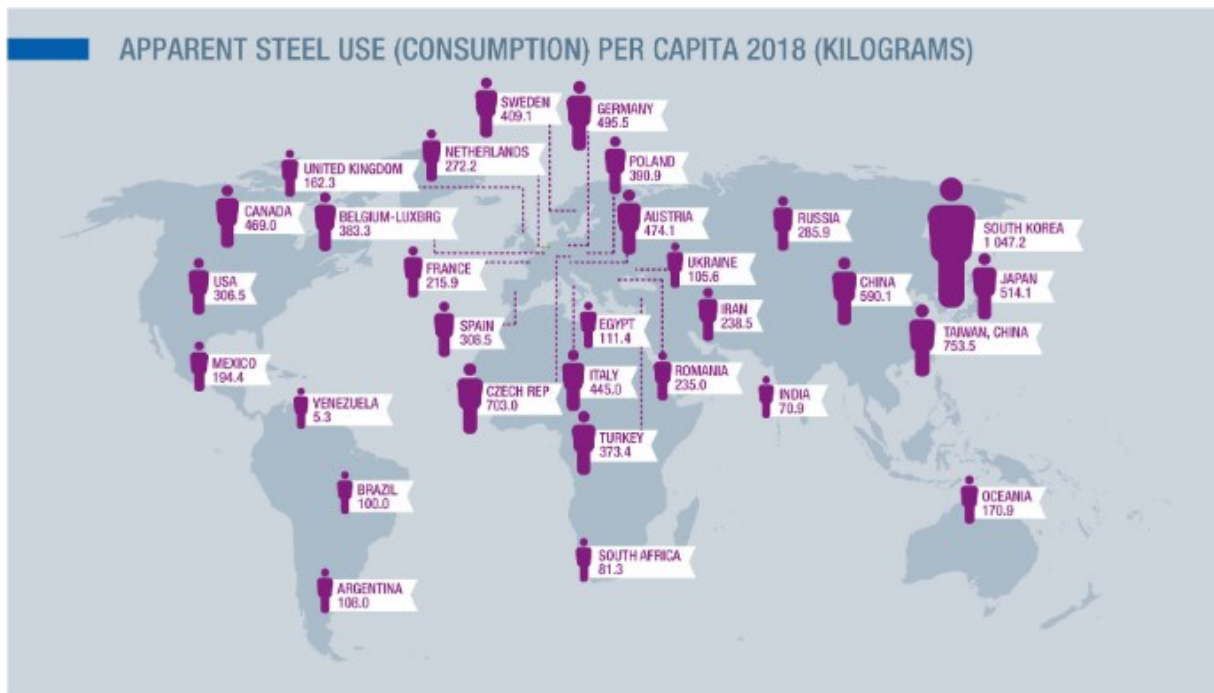 APPARENT STEEL USE (CONSUMPTION) PER CAPITA 2018 (KILOGRAMS)
SWEDEN
409.1
GERMANY
495.5
NETHERLANDS
272.2
POLAND
390.9
UNITED KINGDOM
162.3
CANADA
469.0
BELGIUM-LUXBRG
383.3
AUSTRIA
474.1
RUSSIA
285.9
SOUTH KOREA
1 047.2
FRANCE
215.9
UKRAINE
105.6
USA
306.5
CHINA
590.1
JAPAN
514.1
IRAN
238.5
SPAIN
308.5
EGYPT
111.4
TAIWAN, CHINA
753.5
MEXICO
194.4
CZECH REP
703.0
ITALY
445.0
ROMANIA
235.0
INDIA
70.9
VENEZUELA
5.3
TURKEY
373.4
BRAZIL
100.0
OCEANIA
170.9
SOUTH AFRICA
81.3
ARGENTINA
108.0